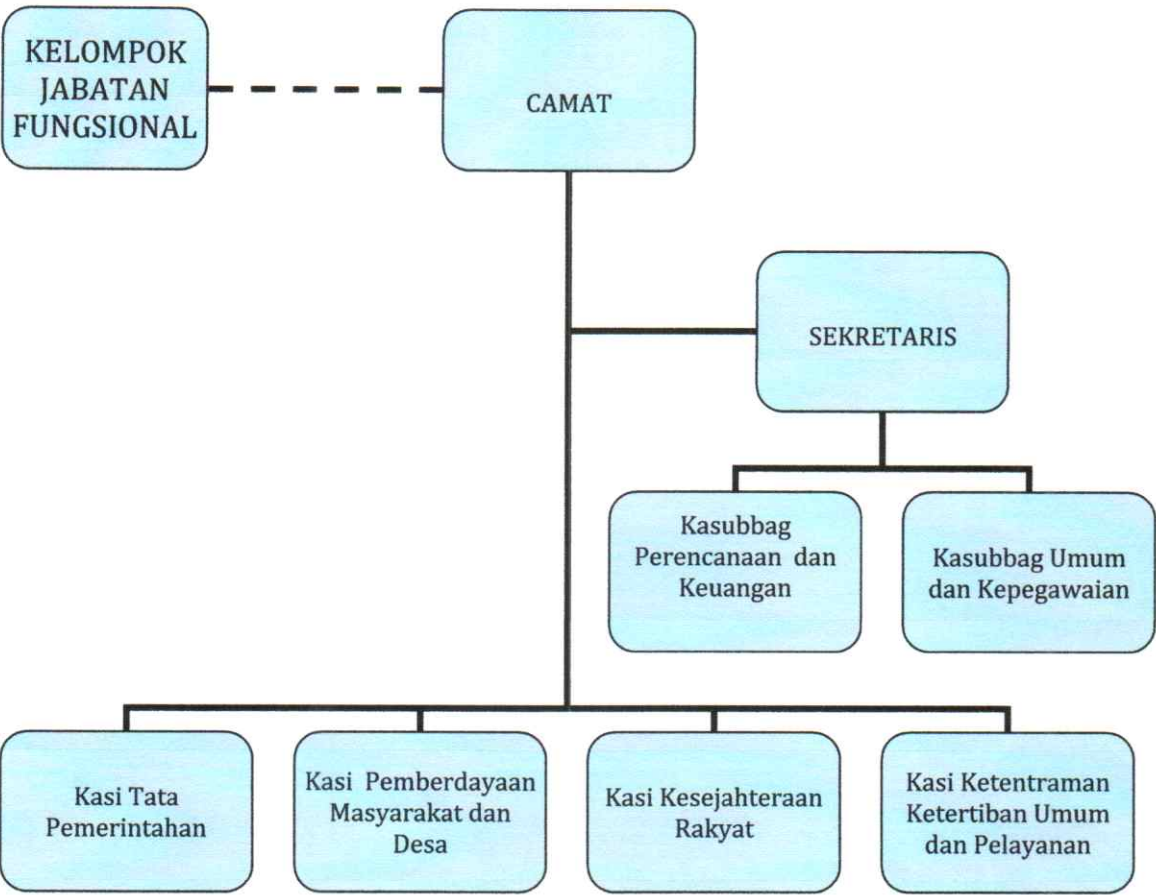 KELOMPOK
JABATAN
FUNGSIONAL
CAMAT
SEKRETARIS
Kasubbag
Perencanaan dan
Keuangan
Kasubbag Umum
dan Kepegawaian
Kasi Tata
Pemerintahan
Kasi Pemberdayaan
Masyarakat dan
Desa
Kasi Kesejahteraan
Rakyat
Kasi Ketentraman
Ketertiban Umum
dan Pelayanan